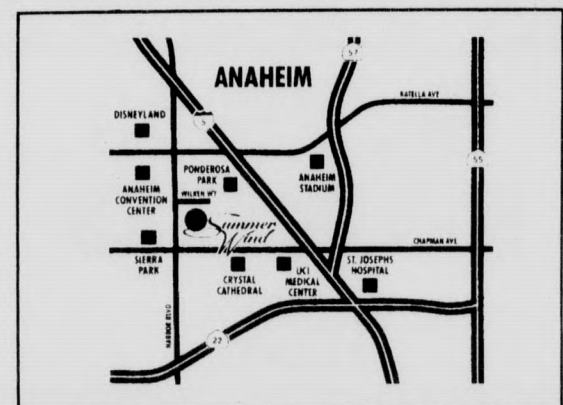 57
ANAHEIM
KATELLA AVE
DISNEYLAND
5
55
PONDEROSA
PARK
ANAHEIM
STADIUM
ANAHEIM
CONVENTION
CENTER
WILKEN WY
Summer
Wind
CHAPMAN AVE
SIERRA
PARK
CRYSTAL
CATHEDRAL
UCI
MEDICAL
CENTER
ST. JOSEPHS
HOSPITAL
HARBOR BLVD
22